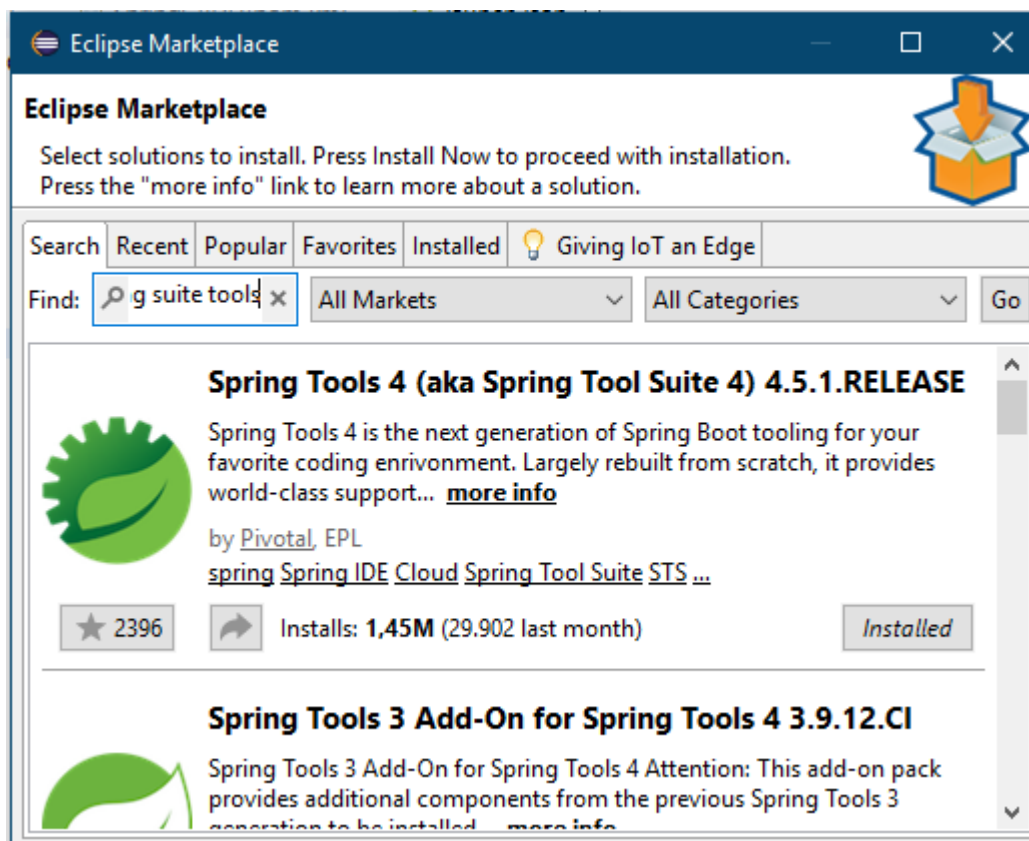 Eclipse Marketplace
Eclipse Marketplace
Select solutions to install. Press Install Now to proceed with installation.
Press the "more info" link to learn more about a solution.
Search Recent Popular Favorites Installed Giving IoT an Edge
Find: g suite tools All Markets All Categories Go
Spring Tools 4 (aka Spring Tool Suite 4) 4.5.1.RELEASE
Spring Tools 4 is the next generation of Spring Boot tooling for your
favorite coding enrivonment. Largely rebuilt from scratch, it provides
world-class support... more info
by Pivotal, EPL
spring Spring IDE Cloud Spring Tool Suite STS ...
2396 Installs: 1,45M (29.902 last month) Installed
Spring Tools 3 Add-On for Spring Tools 4 3.9.12.CI
Spring Tools 3 Add-On for Spring Tools 4 Attention: This add-on pack
provides additional components from the previous Spring Tools 3
generation to be installed... more info